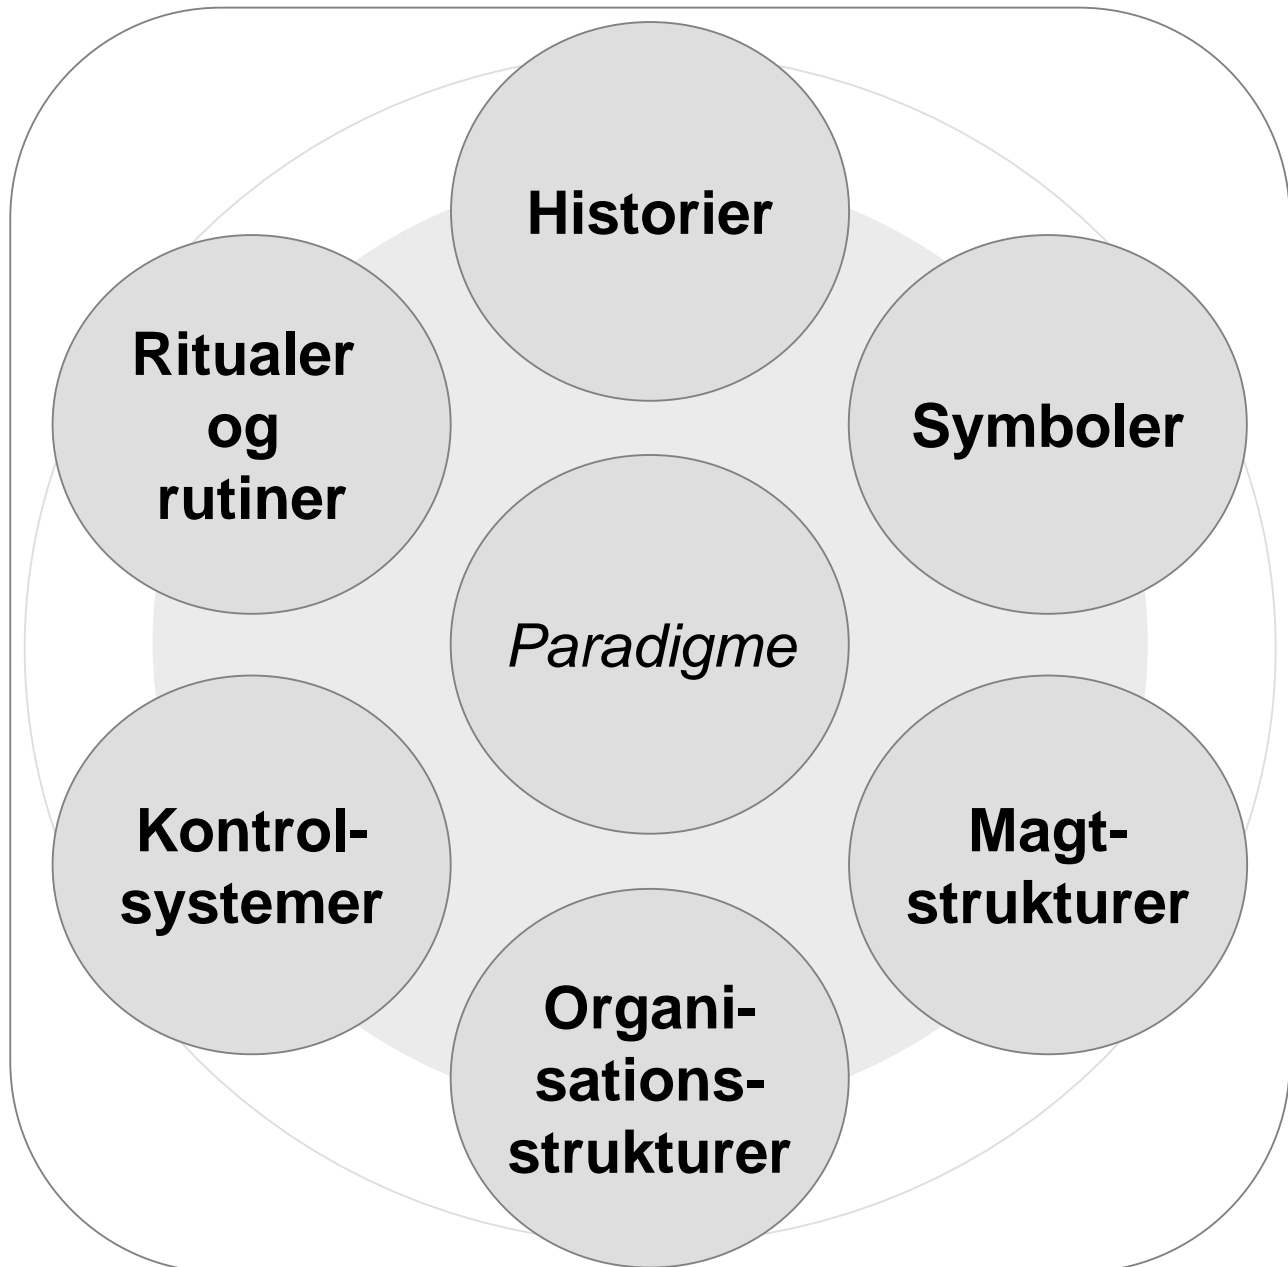 Historier
Ritualer
og
rutiner
Symboler
Paradigme
Kontrol-
systemer
Magt-
strukturer
Organi-
sations-
strukturer